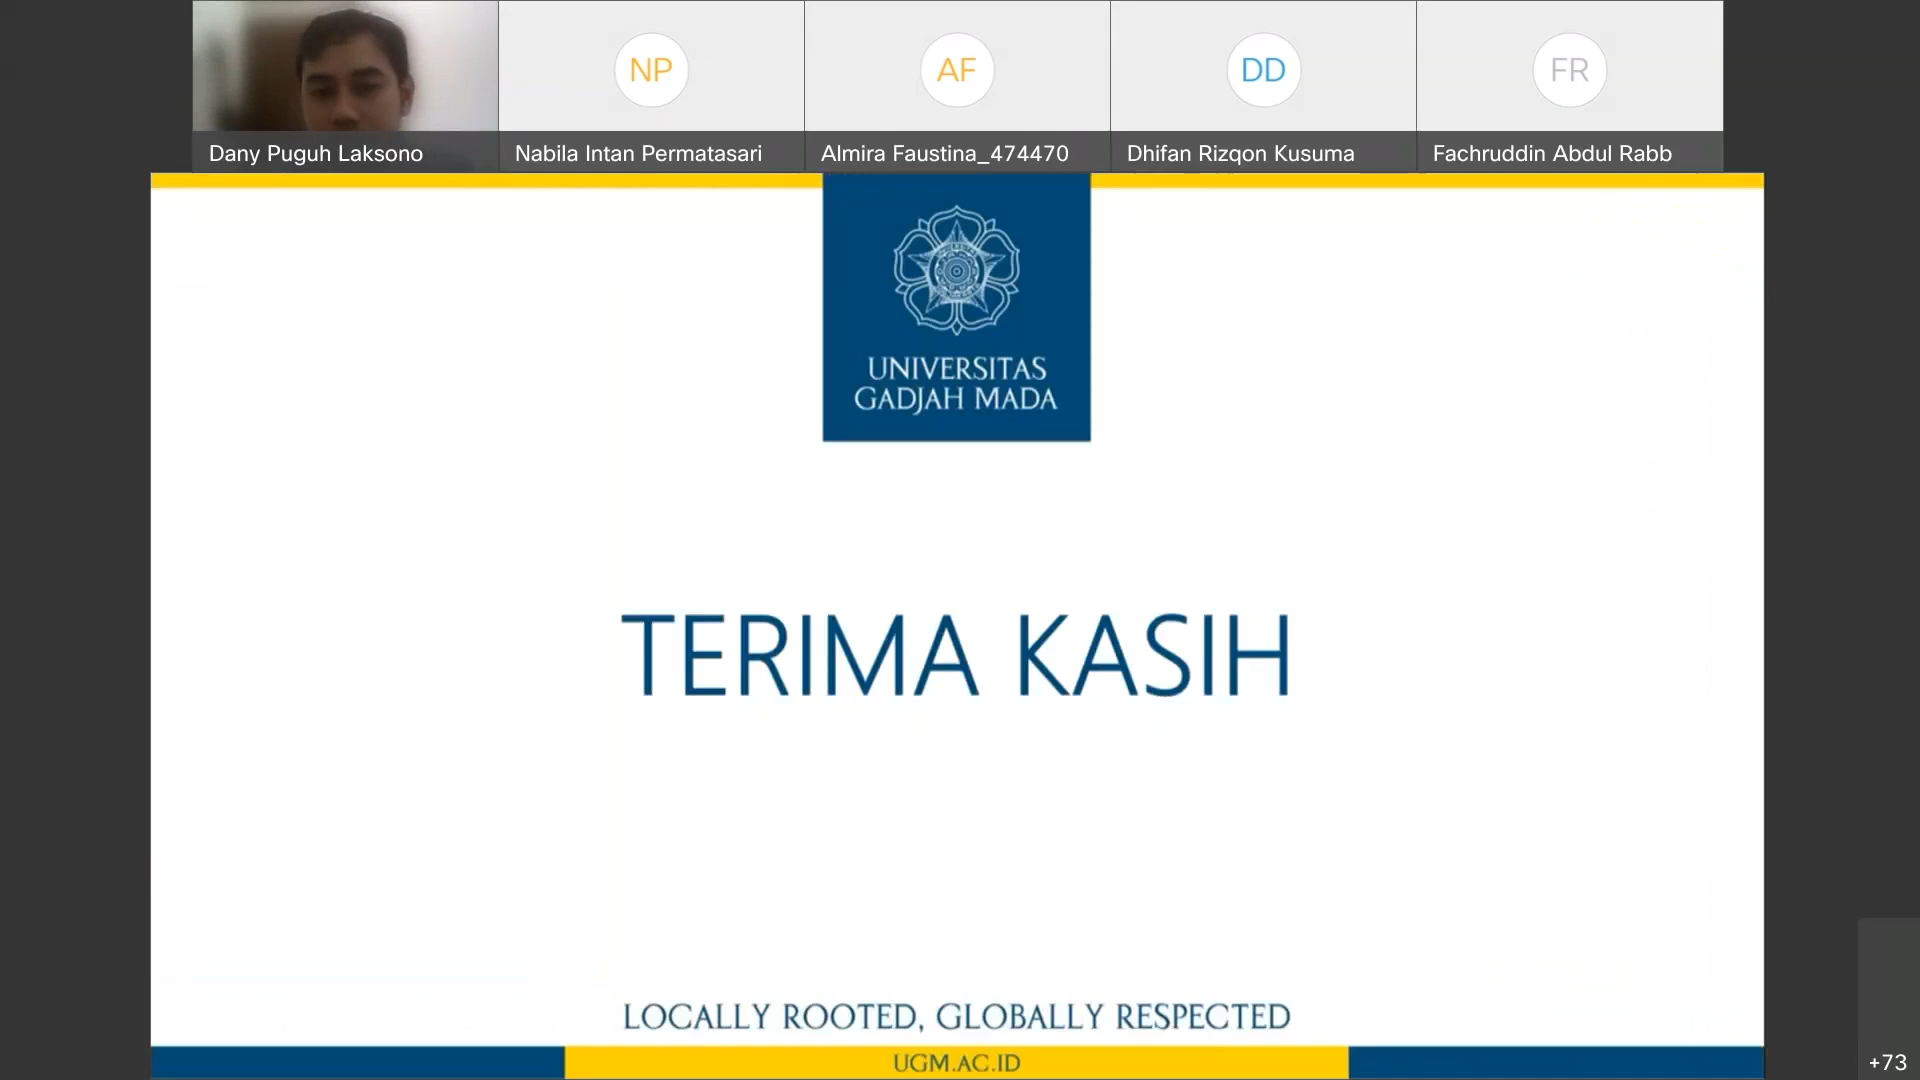 NP
AF
DD
FR
Dany Puguh Laksono
Nabila Intan Permatasari
Almira Faustina_474470
Dhifan Rizqon Kusuma
Fachruddin Abdul Rabb
UNIVERSITAS
GADJAH MADA
TERIMA KASIH
LOCALLY ROOTED, GLOBALLY RESPECTED
UGM.AC.ID
+73